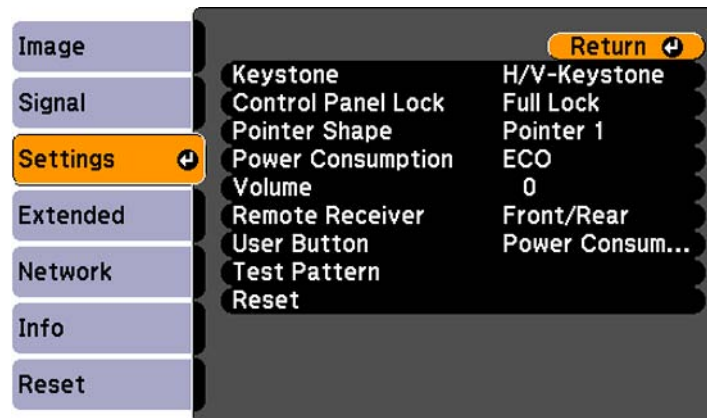 Image
Signal
Settings
Extended
Network
Info
Reset
Return
Keystone H/V-Keystone
Control Panel Lock Full Lock
Pointer Shape Pointer 1
Power Consumption ECO
Volume 0
Remote Receiver Front/Rear
User Button Power Consum...
Test Pattern
Reset